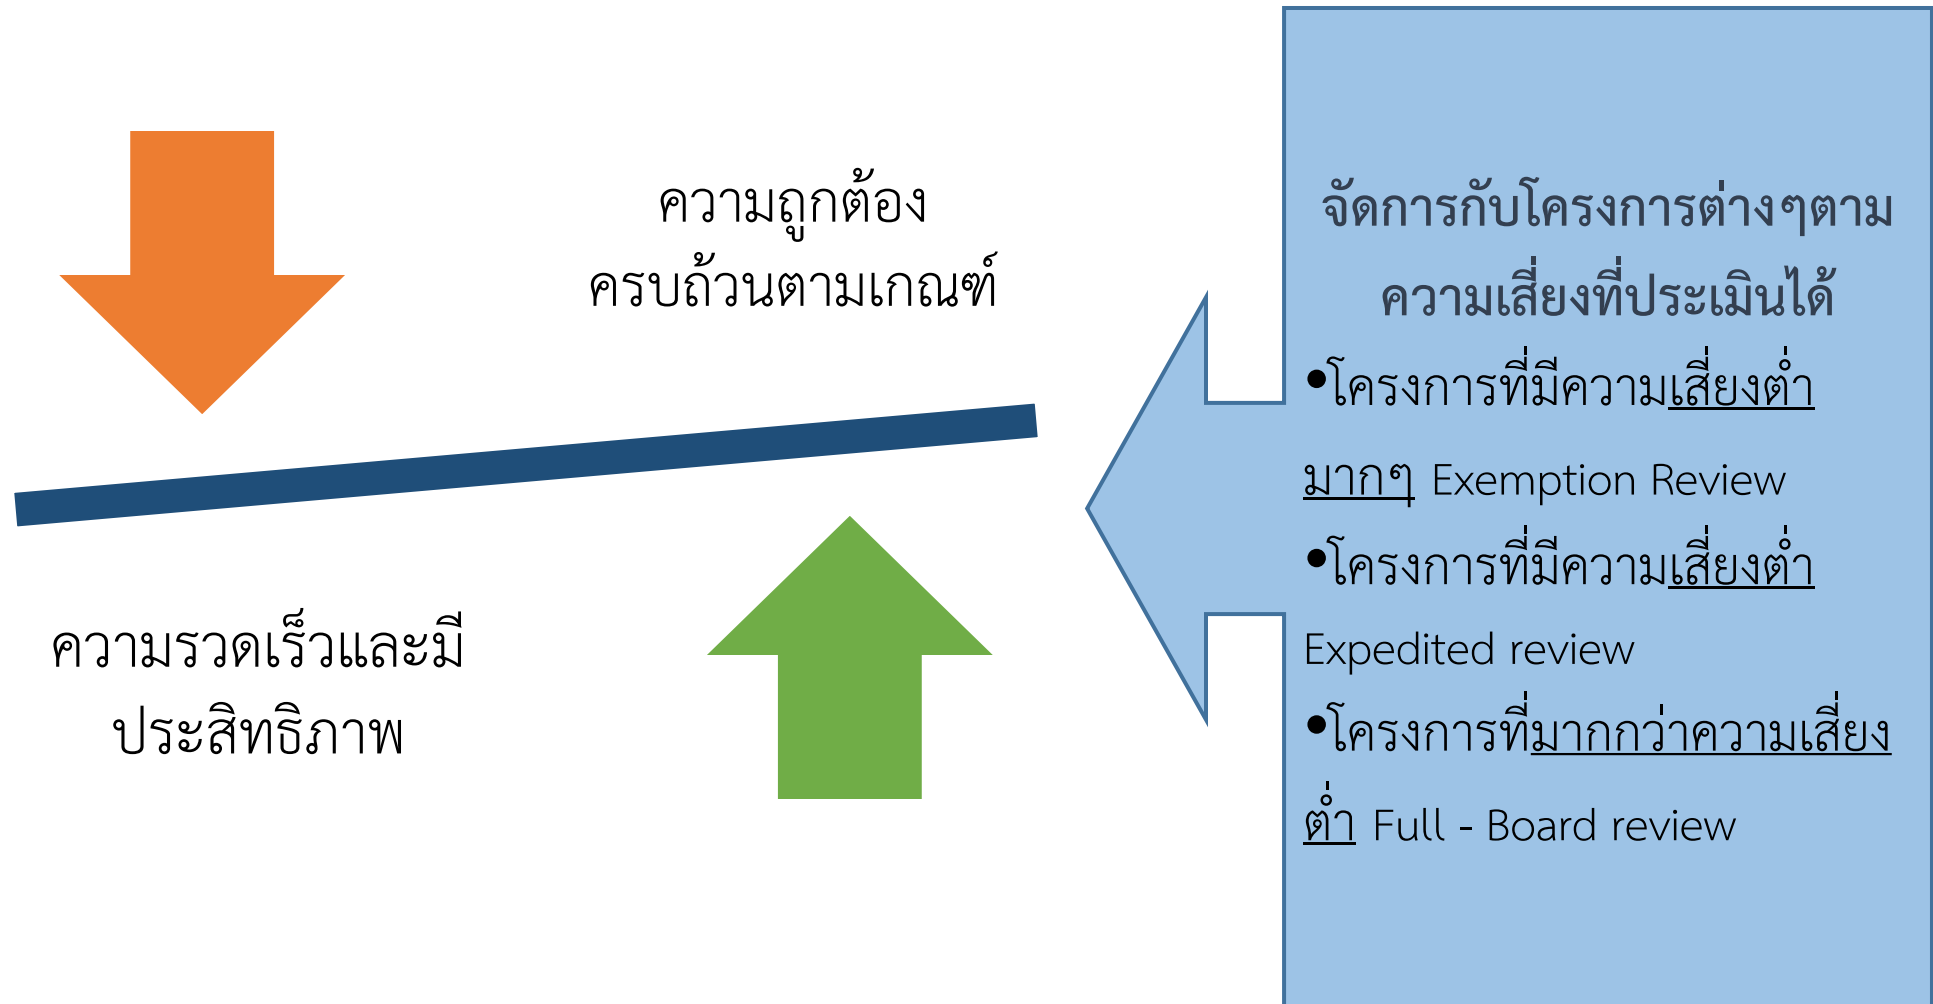 ความถูกต้อง
ครบถ้วนตามเกณฑ์
ความรวดเร็วและมี
ประสิทธิภาพ
จัดการกับโครงการต่างๆตาม
ความเสี่ยงที่ประเมินได้
•โครงการที่มีความเสี่ยงต่ำ
มากๆ Exemption Review
•โครงการที่มีความเสี่ยงต่ำ
Expedited review
•โครงการที่มากกว่าความเสี่ยง
ต่ำ Full - Board review